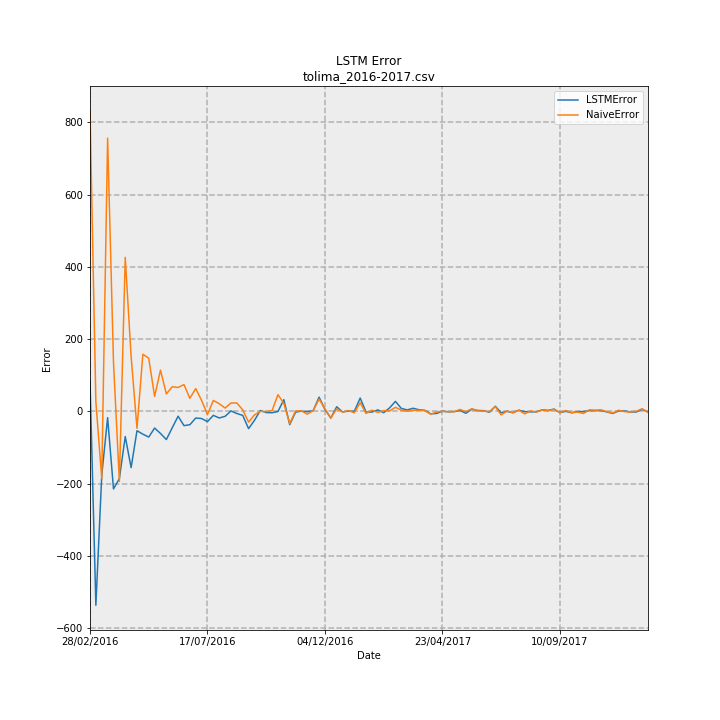 LSTM Error
tolima_2016-2017.csv
LSTMError
NaiveError
800
600
400
200
0
−200
−400
−600
Error
28/02/2016
17/07/2016
04/12/2016
23/04/2017
10/09/2017
Date